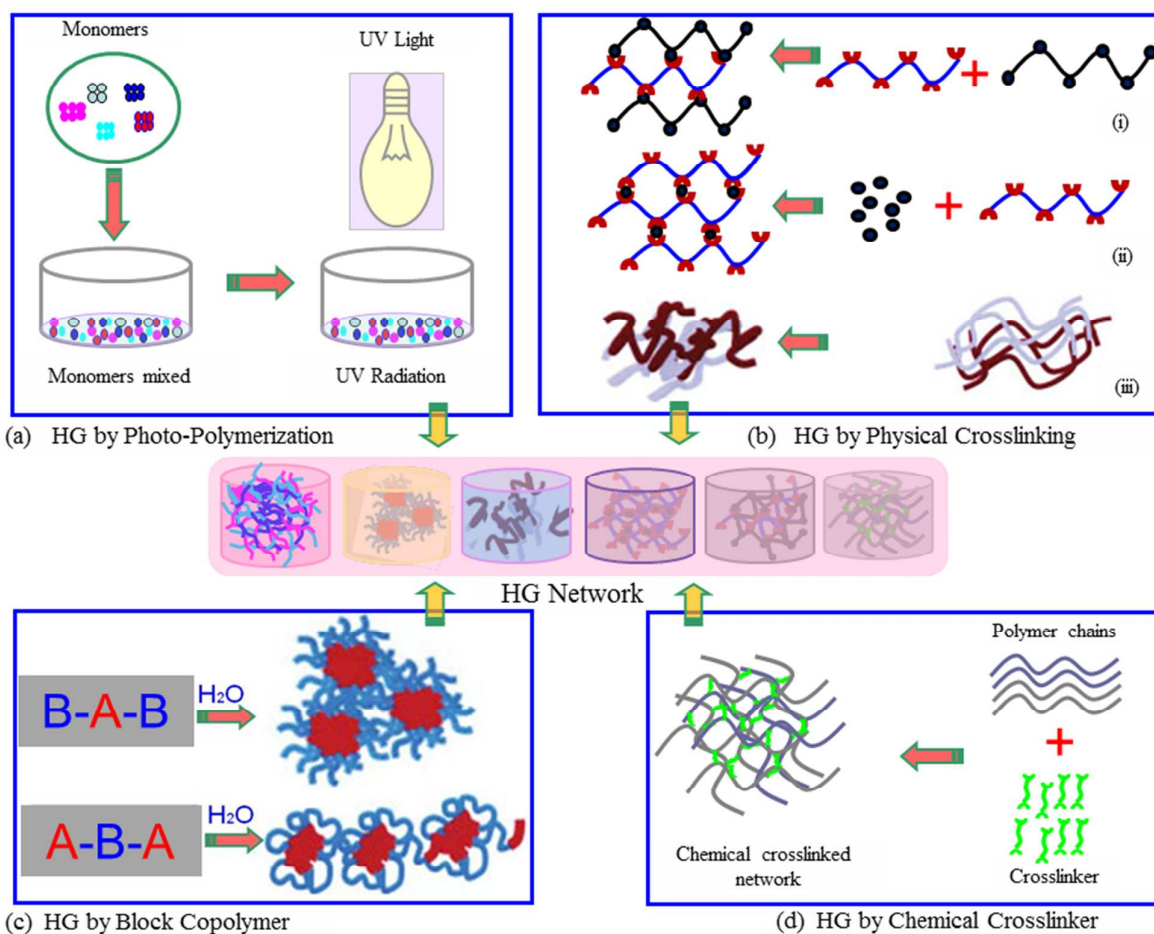 Monomers
UV Light
Monomers mixed
UV Radiation
(a) HG by Photo-Polymerization
(i)
(ii)
(iii)
(b) HG by Physical Crosslinking
HG Network
B-A-B
H₂O
A-B-A
H₂O
(c) HG by Block Copolymer
Polymer chains
Chemical crosslinked
network
Crosslinker
(d) HG by Chemical Crosslinker